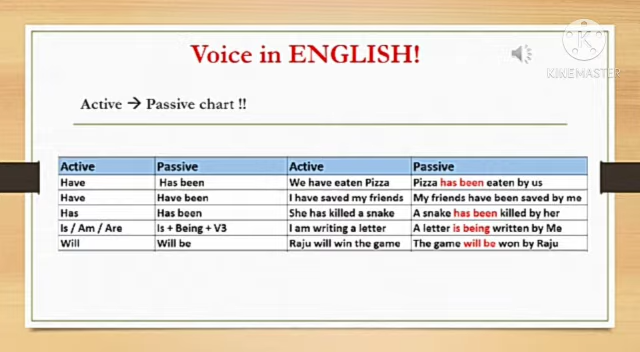 Voice in ENGLISH!
KINEMASTER
Active → Passive chart !!
Active Passive Active Passive
Have Has been We have eaten Pizza Pizza has been eaten by us
Have Have been I have saved my friends My friends have been saved by me
Has Has been She has killed a snake A snake has been killed by her
Is / Am / Are Is + Being + V3 I am writing a letter A letter is being written by Me
Will Will be Raju will win the game The game will be won by Raju